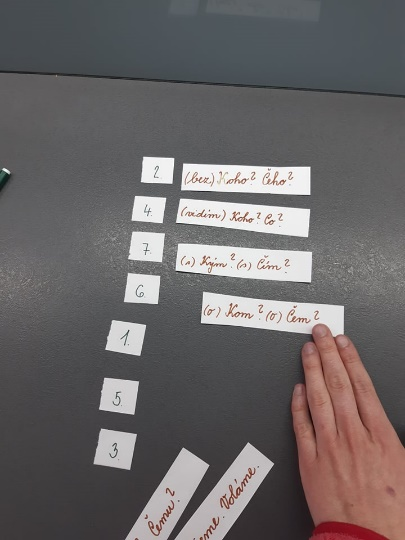 2.
(bez) Koho? Čeho?
4.
(vidím) Koho? Co?
7.
(s) Kým? (s) Čím?
6.
(o) Kom? (o) Čem?
1.
5.
3.
Čemu?
Voláme.